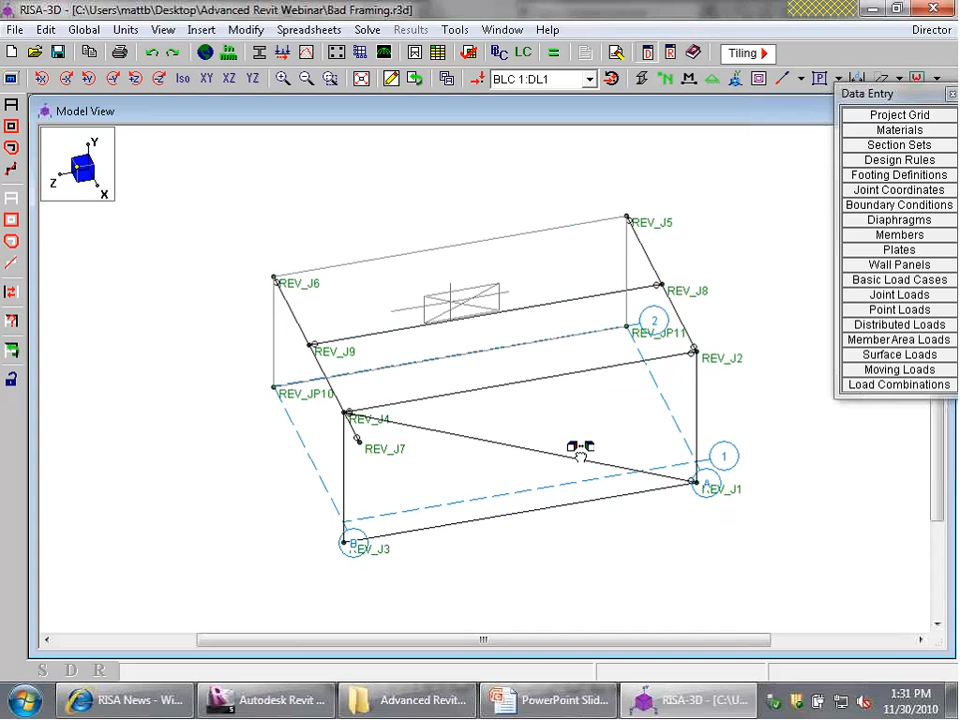 RISA-3D - [C:\Users\mattb\Desktop\Advanced Revit Webinar\Bad Framing.r3d]
File Edit Global Units View Insert Modify Spreadsheets Solve Results Tools Window Help Director
D R LC Tiling
Iso XY XZ YZ BLC 1:DL1
Model View
Data Entry
Project Grid
Materials
Section Sets
Design Rules
Footing Definitions
Joint Coordinates
Boundary Conditions
Diaphragms
Members
Plates
Wall Panels
Basic Load Cases
Joint Loads
Point Loads
Distributed Loads
Member Area Loads
Surface Loads
Moving Loads
Load Combinations
Y
Z
X
REV_J5
REV_J6
REV_J8
2
REV_JP11
REV_J9
REV_J2
REV_JP10
REV_J4
REV_J7
1
A
REV_J1
B
REV_J3
S D R
RISA News - Wi... Autodesk Revit ... Advanced Revit... PowerPoint Slid... RISA-3D - [C:\U... 1:31 PM
11/30/2010